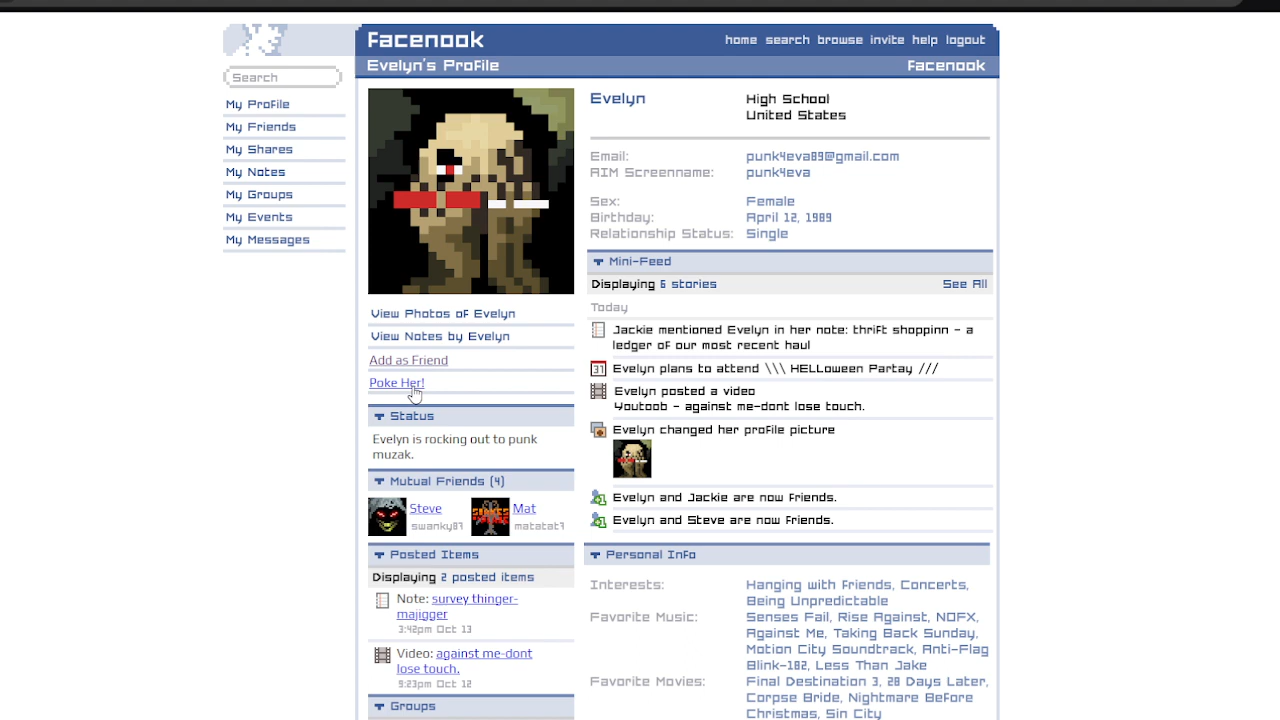 Facenook
home search browse invite help logout
Evelyn's Profile
Facenook
Search
My Profile
My Friends
My Shares
My Notes
My Groups
My Events
My Messages
View Photos of Evelyn
View Notes by Evelyn
Add as Friend
Poke Her!
Status
Evelyn is rocking out to punk
muzak.
Mutual Friends (4)
Steve
swanky87
Mat
matatat7
Posted Items
Displaying 2 posted items
Note: survey thinger-
majigger
3:42pm Oct 13
Video: against me-dont
lose touch.
9:23pm Oct 12
Groups
Evelyn
High School
United States
Email: punk4eva89@gmail.com
AIM Screenname: punk4eva
Sex: Female
Birthday: April 12, 1989
Relationship Status: Single
Mini-Feed
Displaying 6 stories See All
Today
Jackie mentioned Evelyn in her note: thrift shoppinn - a
ledger of our most recent haul
31 Evelyn plans to attend \\\ HELLoween Partay ///
Evelyn posted a video
Youtoob - against me-dont lose touch.
Evelyn changed her profile picture
Evelyn and Jackie are now friends.
Evelyn and Steve are now friends.
Personal Info
Interests: Hanging with Friends, Concerts,
Being Unpredictable
Favorite Music: Senses Fail, Rise Against, NOFX,
Against Me, Taking Back Sunday,
Motion City Soundtrack, Anti-Flag
Blink-182, Less Than Jake
Favorite Movies: Final Destination 3, 28 Days Later,
Corpse Bride, Nightmare Before
Christmas, Sin City